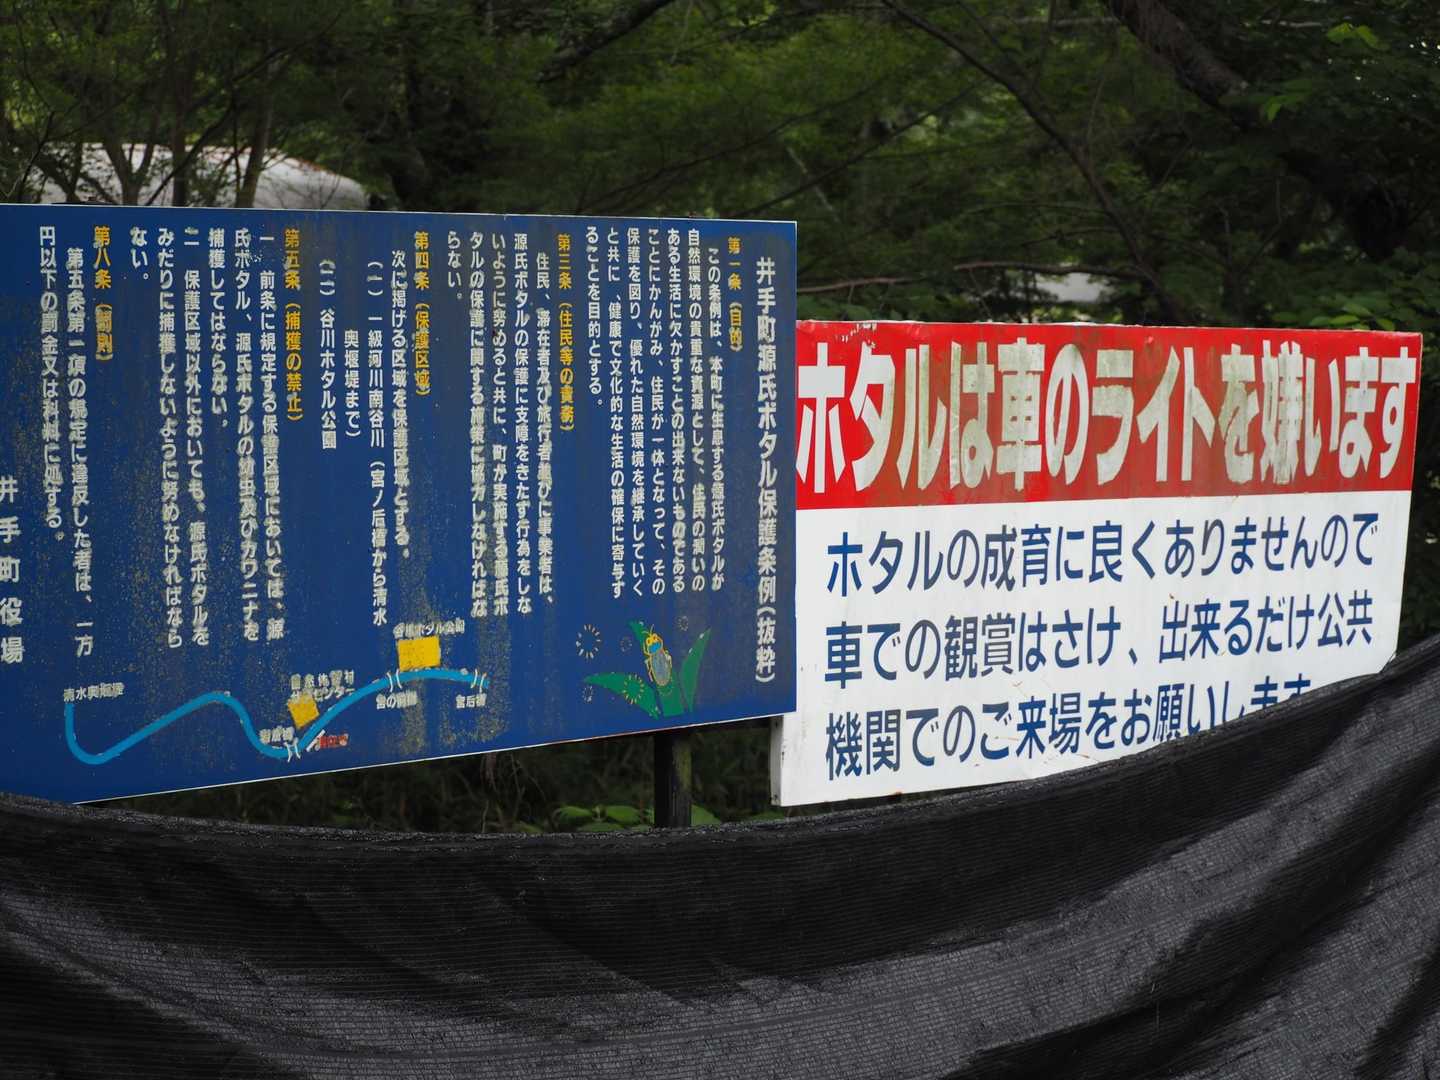 井手町源氏ボタル保護条例(抜粋)
第一条(目的)
この条例は、本町に生息する源氏ボタルが
自然環境の貴重な資源として、住民の潤いの
ある生活に欠かすことの出来ないものである
ことにかんがみ、住民が一体となって、その
保護を図り、優れた自然環境を継承していく
と共に、健康で文化的な生活の確保に寄与す
ることを目的とする。
第三条(住民等の責務)
住民、滞在者及び旅行者並びに事業者は、
源氏ボタルの保護に支障をきたす行為をしな
いように努めると共に、町が実施する源氏ボ
タルの保護に関する施策に協力しなければな
らない。
第四条(保護区域)
次に掲げる区域を保護区域とする。
(一)一級河川南谷川(宮ノ后橋から清水
奥堰堤まで)
(二)谷川ホタル公園
第五条(捕獲の禁止)
一 前条に規定する保護区域においては、源
氏ボタル、源氏ボタルの幼虫及びカワニナを
捕獲してはならない。
二 保護区域以外においても、源氏ボタルを
みだりに捕獲しないように努めなければなら
ない。
第八条(罰則)
第五条第一項の規定に違反した者は、一万
円以下の罰金又は科料に処する。
井手町役場
谷川ホタル公園
宮后橋
清水奥堰堤
ホタルは車のライトを嫌います
ホタルの成育に良くありませんので
車での観賞はさけ、出来るだけ公共
機関でのご来場をお願いします